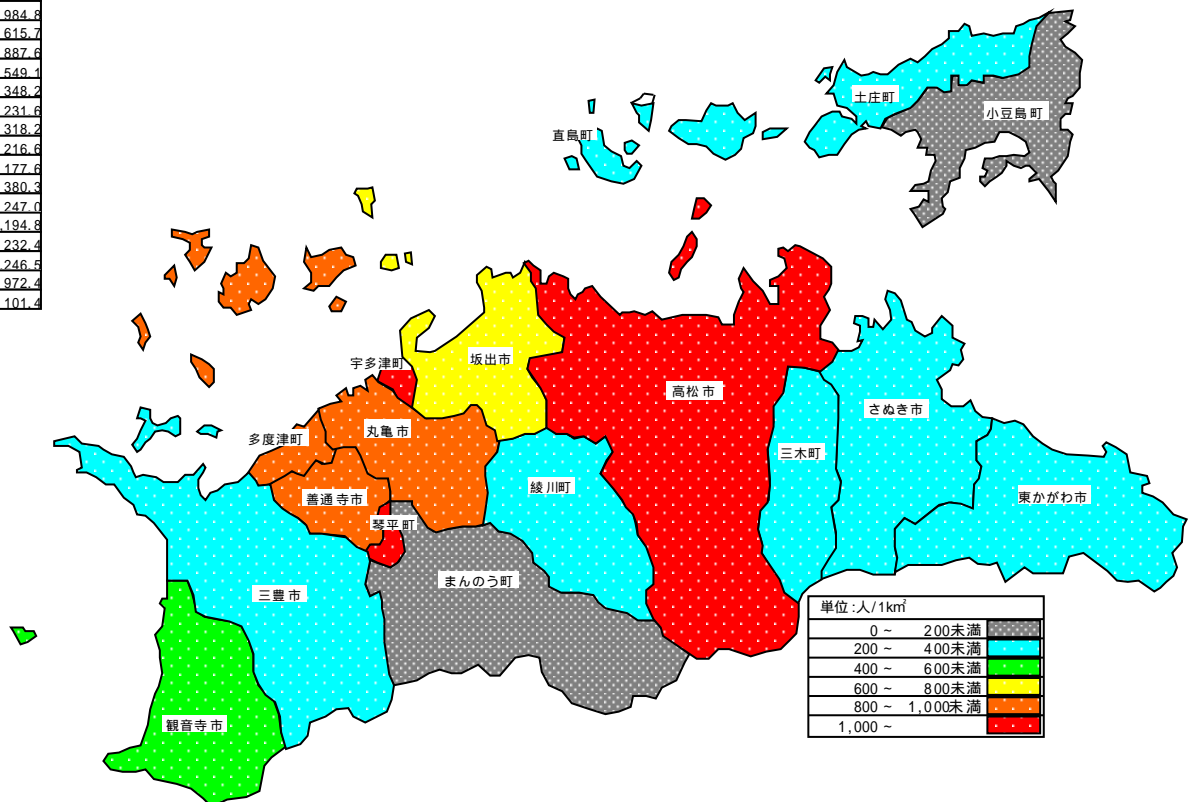 984.8
615.7
887.6
549.1
348.2
231.6
318.2
216.6
177.6
380.3
247.0
,194.8
232.4
246.5
972.4
101.4
土庄町
小豆島町
直島町
坂出市
宇多津町
高松市
さぬき市
丸亀市
多度津町
三木町
綾川町
善通寺市
東かがわ市
琴平町
まんのう町
三豊市
観音寺市
単位:人/1k㎡
0 ~ 200未満
200 ~ 400未満
400 ~ 600未満
600 ~ 800未満
800 ~ 1,000未満
1,000 ~